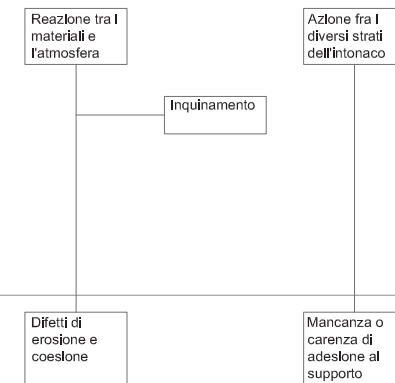 Reazione tra i
materiali e
l'atmosfera
Azione fra i
diversi strati
dell'intonaco
Inquinamento
Difetti di
erosione e
coesione
Mancanza o
carenza di
adesione al
supporto